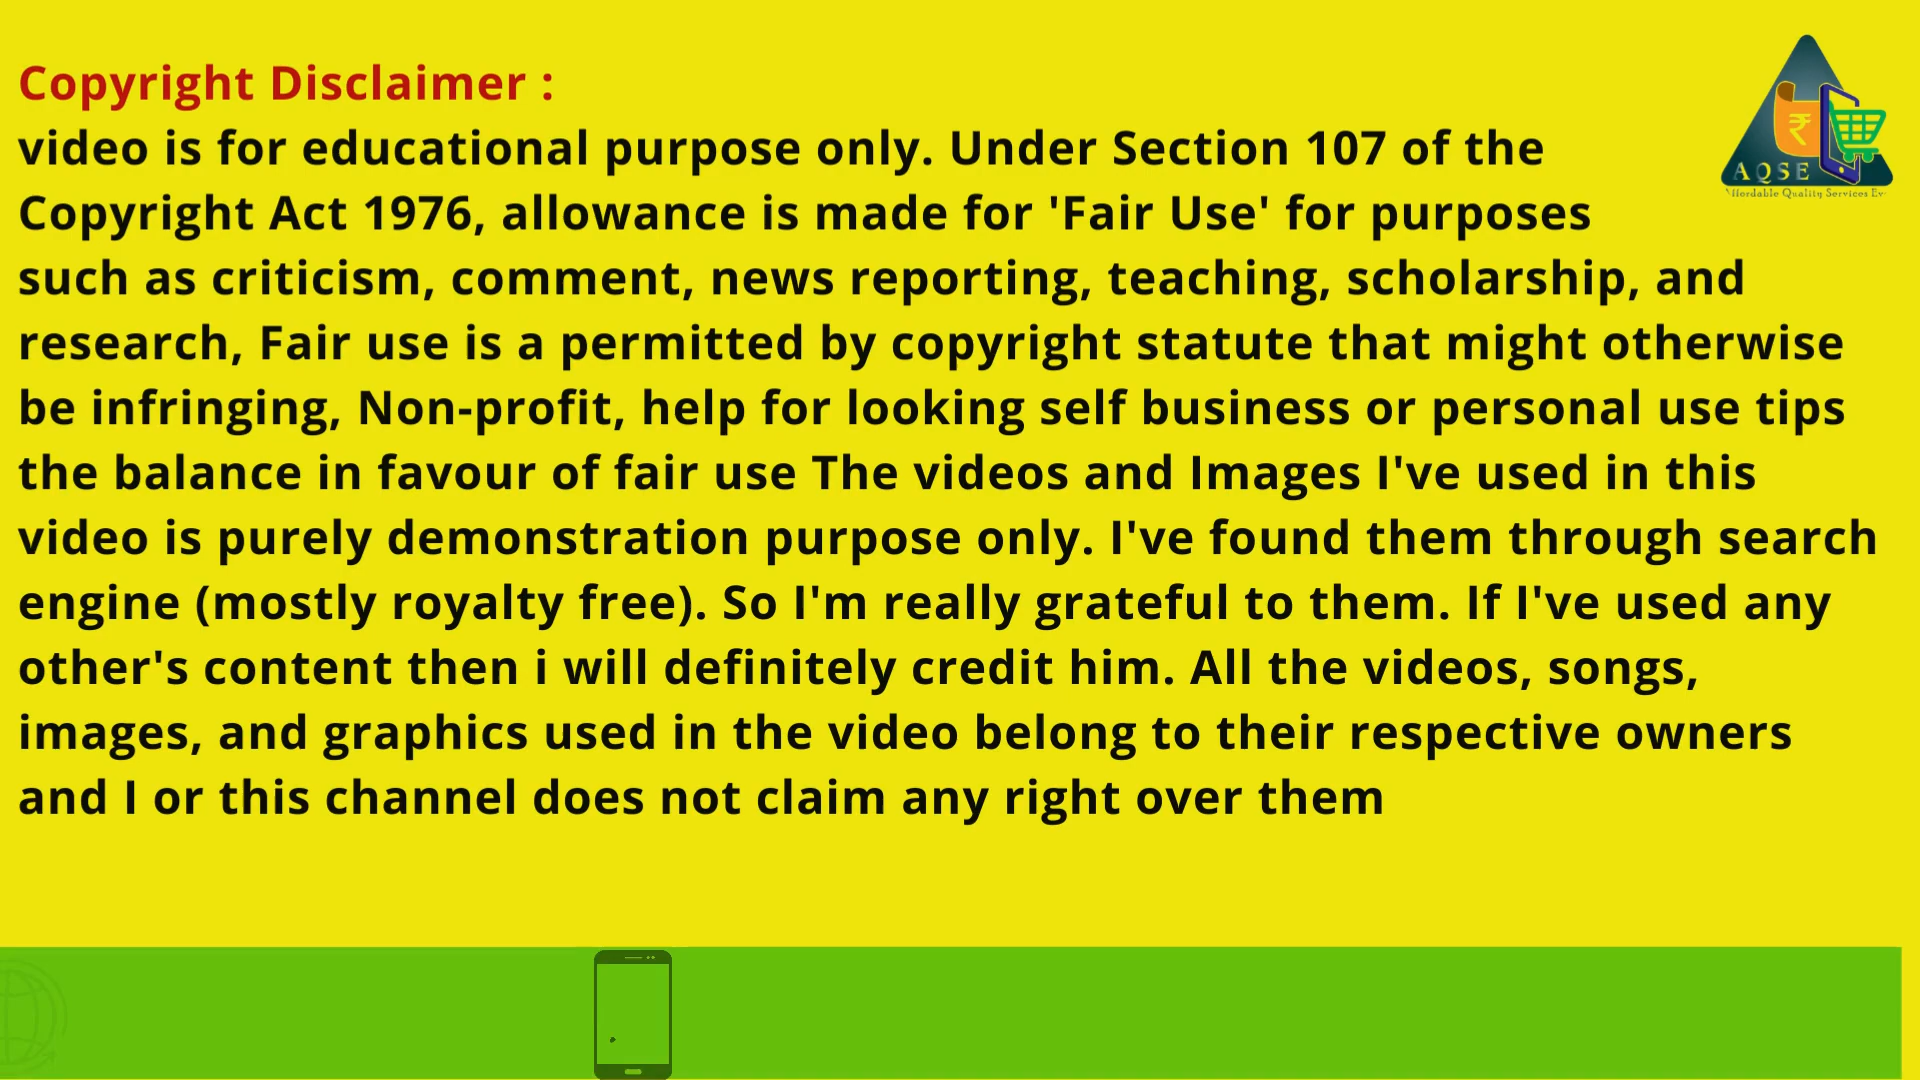 Copyright Disclaimer :
video is for educational purpose only. Under Section 107 of the
Copyright Act 1976, allowance is made for 'Fair Use' for purposes
such as criticism, comment, news reporting, teaching, scholarship, and
research, Fair use is a permitted by copyright statute that might otherwise
be infringing, Non-profit, help for looking self business or personal use tips
the balance in favour of fair use The videos and Images I've used in this
video is purely demonstration purpose only. I've found them through search
engine (mostly royalty free). So I'm really grateful to them. If I've used any
other's content then i will definitely credit him. All the videos, songs,
images, and graphics used in the video belong to their respective owners
and I or this channel does not claim any right over them
₹
AQSE
Quality Services